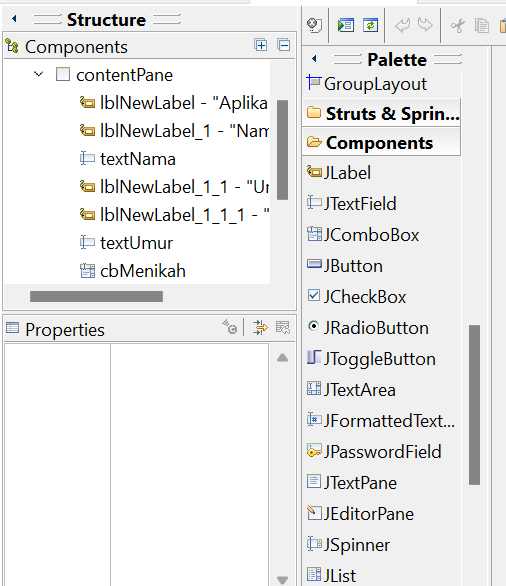 Structure
Components
contentPane
lblNewLabel - "Aplika
lblNewLabel_1 - "Nam
textNama
lblNewLabel_1_1 - "Ur
lblNewLabel_1_1_1 - "
textUmur
cbMenikah
Properties
Palette
GroupLayout
Struts & Sprin...
Components
JLabel
JTextField
JComboBox
JButton
JCheckBox
JRadioButton
JToggleButton
JTextArea
JFormattedText...
JPasswordField
JTextPane
JEditorPane
JSpinner
JList